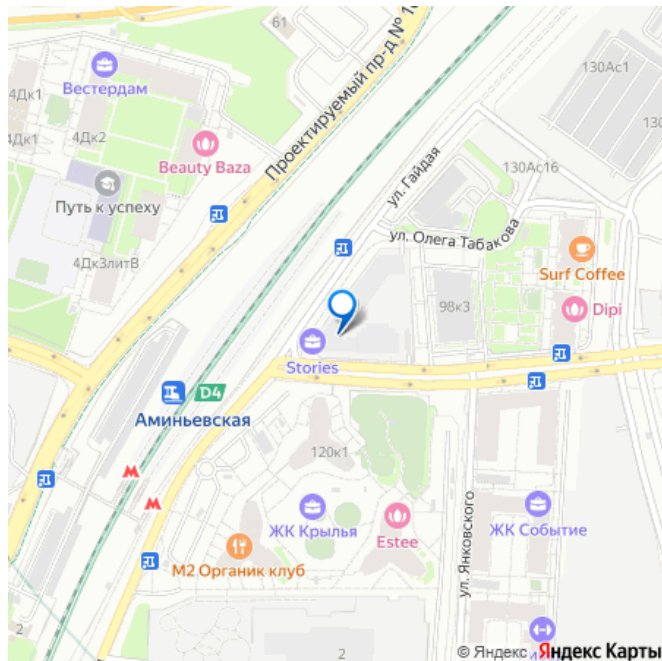 Проектируемый пр-д № 10
130Ас1
Вестердам
4Дк1
4Дк1
4Дк2
Beauty Baza
Путь к успеху
4Дк3литВ
ул. Гайдая
130Ас16
ул. Олега Табакова
Surf Coffee
98к3
Dipi
Stories
D4
Аминьевская
120к1
ЖК Крылья
Estee
М2 Органик клуб
ул. Янковского
ЖК Событие
2
2
© Яндекс Яндекс Карты